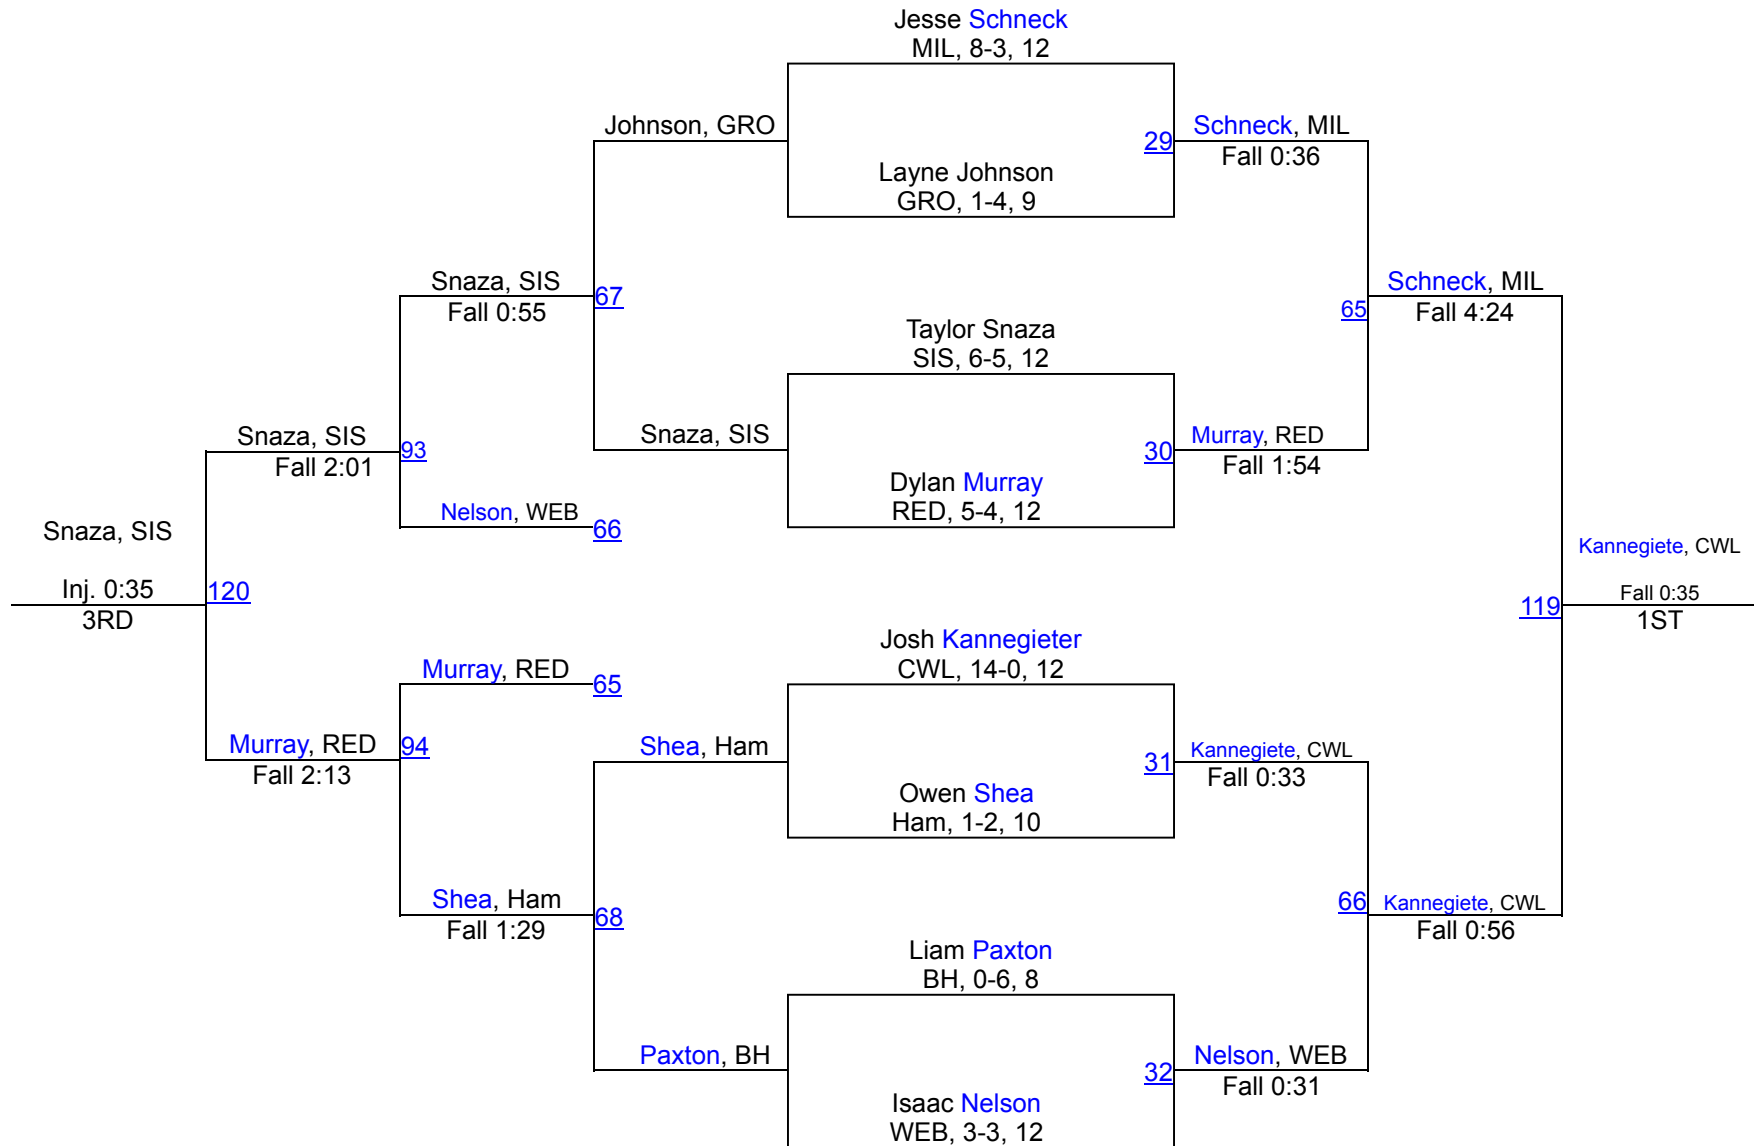 Jesse Schneck
MIL, 8-3, 12
Johnson, GRO
29
Schneck, MIL
Fall 0:36
Layne Johnson
GRO, 1-4, 9
Snaza, SIS
Fall 0:55
67
Schneck, MIL
Fall 4:24
65
Taylor Snaza
SIS, 6-5, 12
Snaza, SIS
Fall 2:01
93
Snaza, SIS
30
Murray, RED
Fall 1:54
Dylan Murray
RED, 5-4, 12
Nelson, WEB
66
Snaza, SIS
Inj. 0:35
3RD
120
Kannegiete, CWL
Fall 0:35
1ST
119
Josh Kannegieter
CWL, 14-0, 12
Murray, RED
65
Murray, RED
Fall 2:13
94
Shea, Ham
31
Kannegiete, CWL
Fall 0:33
Owen Shea
Ham, 1-2, 10
Shea, Ham
Fall 1:29
68
66
Kannegiete, CWL
Fall 0:56
Liam Paxton
BH, 0-6, 8
Paxton, BH
32
Nelson, WEB
Fall 0:31
Isaac Nelson
WEB, 3-3, 12